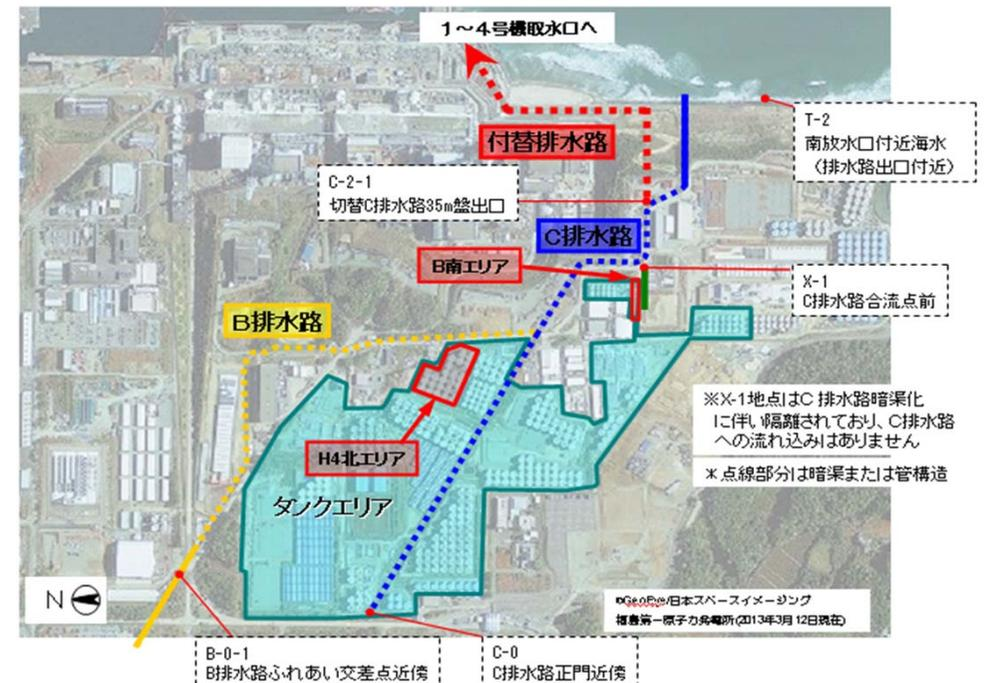 1～4号機取水口へ
付替排水路
T-2
南放水口付近海水
（排水路出口付近）
C-2-1
切替C排水路35m盤出口
C排水路
B南エリア
X-1
C排水路合流点前
B排水路
※X-1地点はC 排水路暗渠化
に伴い隔離されており、C排水路
への流れ込みはありません
H4北エリア
＊点線部分は暗渠または管構造
タンクエリア
N
©GeoEye/日本スペースイメージング
福島第一原子力発電所(2013年3月12日現在)
B-0-1
B排水路ふれあい交差点近傍
C-0
C排水路正門近傍